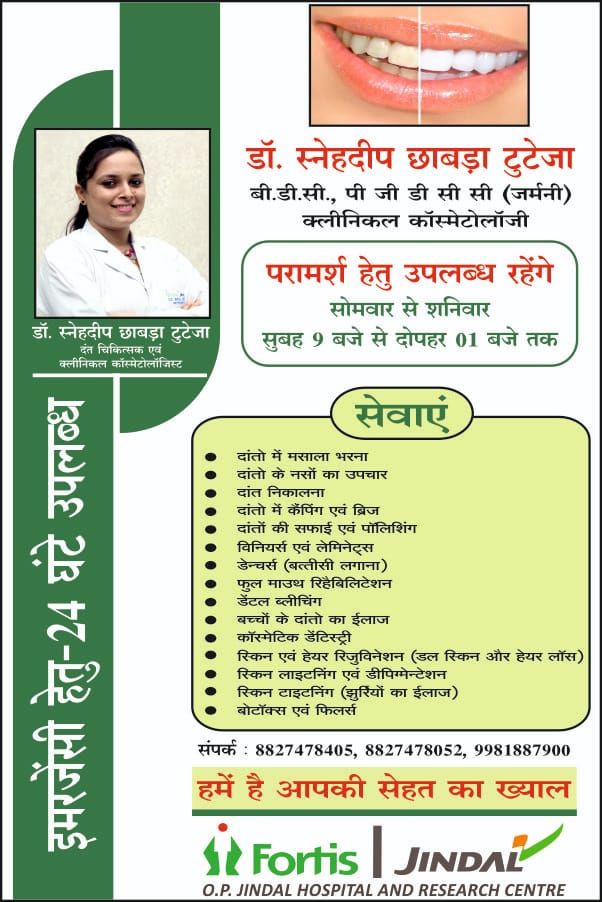 डॉ. स्नेहदीप छाबड़ा टुटेजा
बी.डी.सी., पी जी डी सी सी (जर्मनी)
क्लीनिकल कॉस्मेटोलॉजी
परामर्श हेतु उपलब्ध रहेंगे
सोमवार से शनिवार
सुबह 9 बजे से दोपहर 01 बजे तक
डॉ. स्नेहदीप छाबड़ा टुटेजा
दंत चिकित्सक एवं
क्लीनिकल कॉस्मेटोलॉजिस्ट
इमरजेंसी हेतु-24 घंटे उपलब्ध
सेवाएं
• दांतो में मसाला भरना
• दांतो के नसों का उपचार
• दांत निकालना
• दांतो में कैंपिंग एवं ब्रिज
• दांतों की सफाई एवं पॉलिशिंग
• विनियर्स एवं लेमिनेट्स
• डेन्चर्स (बत्तीसी लगाना)
• फुल माउथ रिहैबिलिटेशन
• डेंटल ब्लीचिंग
• बच्चों के दांतो का ईलाज
• कॉस्मेटिक डेंटिस्ट्री
• स्किन एवं हेयर रिजुविनेशन (डल स्किन और हेयर लॉस)
• स्किन लाइटनिंग एवं डीपिग्मेन्टेशन
• स्किन टाइटनिंग (झुर्रियों का ईलाज)
• बोटॉक्स एवं फिलर्स
संपर्क : 8827478405, 8827478052, 9981887900
हमें है आपकी सेहत का ख्याल
Fortis | JINDAL
O.P. JINDAL HOSPITAL AND RESEARCH CENTRE